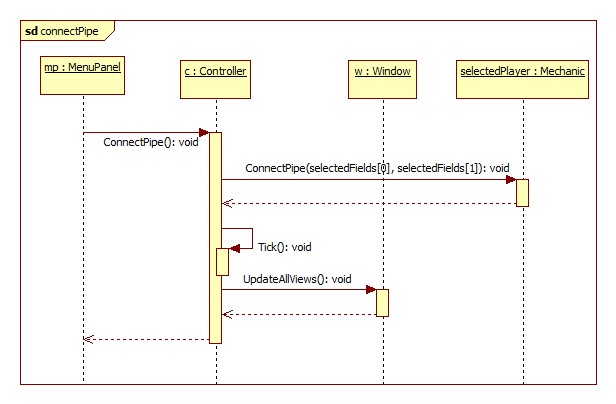 sd connectPipe
mp : MenuPanel
c : Controller
w : Window
selectedPlayer : Mechanic
ConnectPipe(): void
ConnectPipe(selectedFields[0], selectedFields[1]): void
Tick(): void
UpdateAllViews(): void